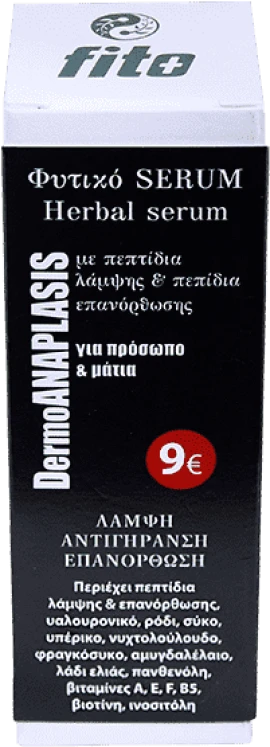 fito
Φυτικό SERUM
Herbal serum
DermoANAPLASIS
με πεπτίδια
λάμψης & πεπίδια
επανόρθωσης
για πρόσωπο
& μάτια
9€
ΛΑΜΨΗ
ΑΝΤΙΓΗΡΑΝΣΗ
ΕΠΑΝΟΡΘΩΣΗ
Περιέχει πεπτίδια
λάμψης & επανόρθωσης,
υαλουρονικό, ρόδι, σύκο,
υπέρικο, νυχτολούλουδο,
φραγκόσυκο, αμυγδαλέλαιο,
λάδι ελιάς, πανθενόλη,
βιταμίνες Α, Ε, F, B5,
βιοτίνη, ινοσιτόλη